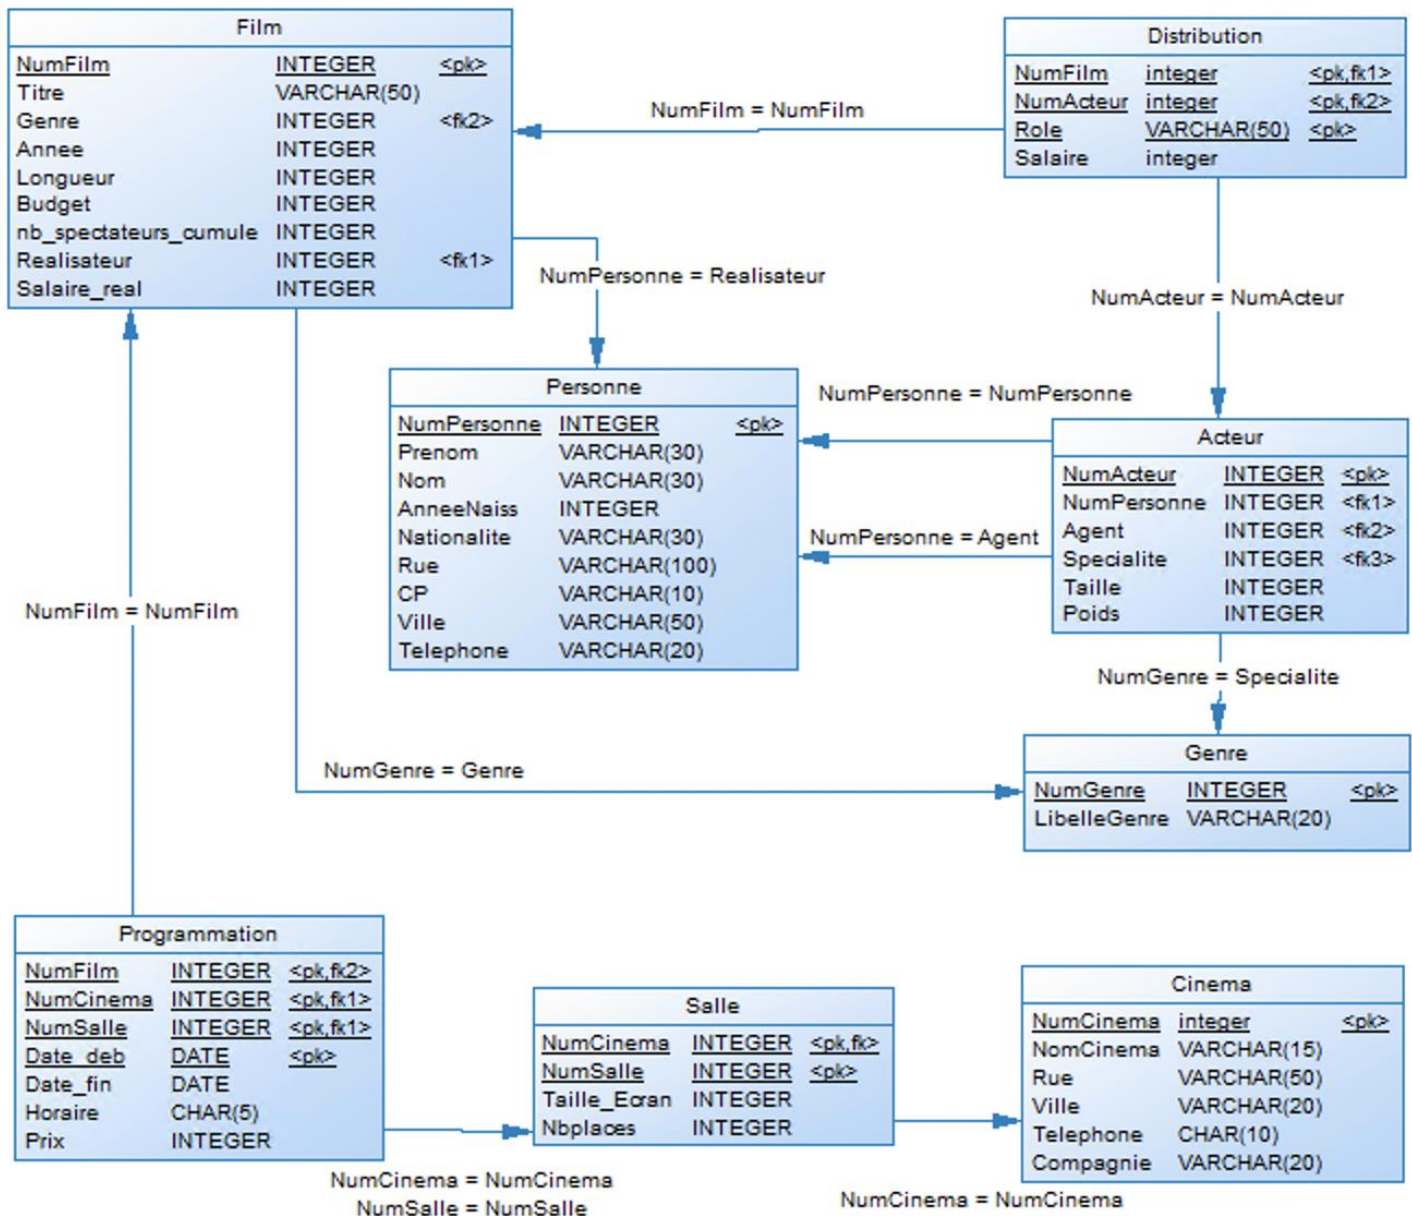 Film
NumFilm INTEGER <pk>
Titre VARCHAR(50)
Genre INTEGER <fk2>
Annee INTEGER
Longueur INTEGER
Budget INTEGER
nb_spectateurs_cumule INTEGER
Realisateur INTEGER <fk1>
Salaire_real INTEGER
NumFilm = NumFilm
Distribution
NumFilm integer <pk,fk1>
NumActeur integer <pk,fk2>
Role VARCHAR(50) <pk>
Salaire integer
NumPersonne = Realisateur
NumActeur = NumActeur
Personne
NumPersonne INTEGER <pk>
Prenom VARCHAR(30)
Nom VARCHAR(30)
AnneeNaiss INTEGER
Nationalite VARCHAR(30)
Rue VARCHAR(100)
CP VARCHAR(10)
Ville VARCHAR(50)
Telephone VARCHAR(20)
NumPersonne = NumPersonne
NumPersonne = Agent
Acteur
NumActeur INTEGER <pk>
NumPersonne INTEGER <fk1>
Agent INTEGER <fk2>
Specialite INTEGER <fk3>
Taille INTEGER
Poids INTEGER
NumFilm = NumFilm
NumGenre = Specialite
NumGenre = Genre
Genre
NumGenre INTEGER <pk>
LibelleGenre VARCHAR(20)
Programmation
NumFilm INTEGER <pk,fk2>
NumCinema INTEGER <pk,fk1>
NumSalle INTEGER <pk,fk1>
Date_deb DATE <pk>
Date_fin DATE
Horaire CHAR(5)
Prix INTEGER
Salle
NumCinema INTEGER <pk,fk>
NumSalle INTEGER <pk>
Taille_Ecran INTEGER
Nbplaces INTEGER
Cinema
NumCinema integer <pk>
NomCinema VARCHAR(15)
Rue VARCHAR(50)
Ville VARCHAR(20)
Telephone CHAR(10)
Compagnie VARCHAR(20)
NumCinema = NumCinema
NumSalle = NumSalle
NumCinema = NumCinema